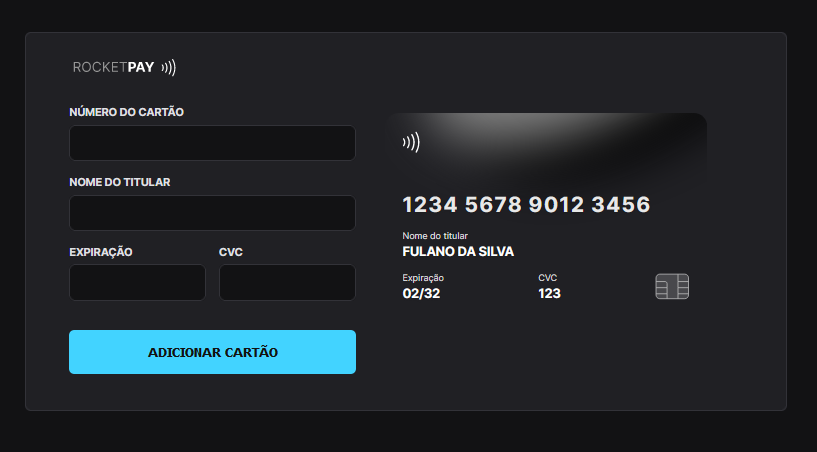 ROCKETPAY
NÚMERO DO CARTÃO
NOME DO TITULAR
EXPIRAÇÃO CVC
ADICIONAR CARTÃO
1234 5678 9012 3456
Nome do titular
FULANO DA SILVA
Expiração CVC
02/32 123